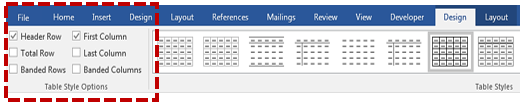 File Home Insert Design Layout References Mailings Review View Developer Design Layout
Header Row First Column
Total Row Last Column
Banded Rows Banded Columns
Table Style Options Table Styles